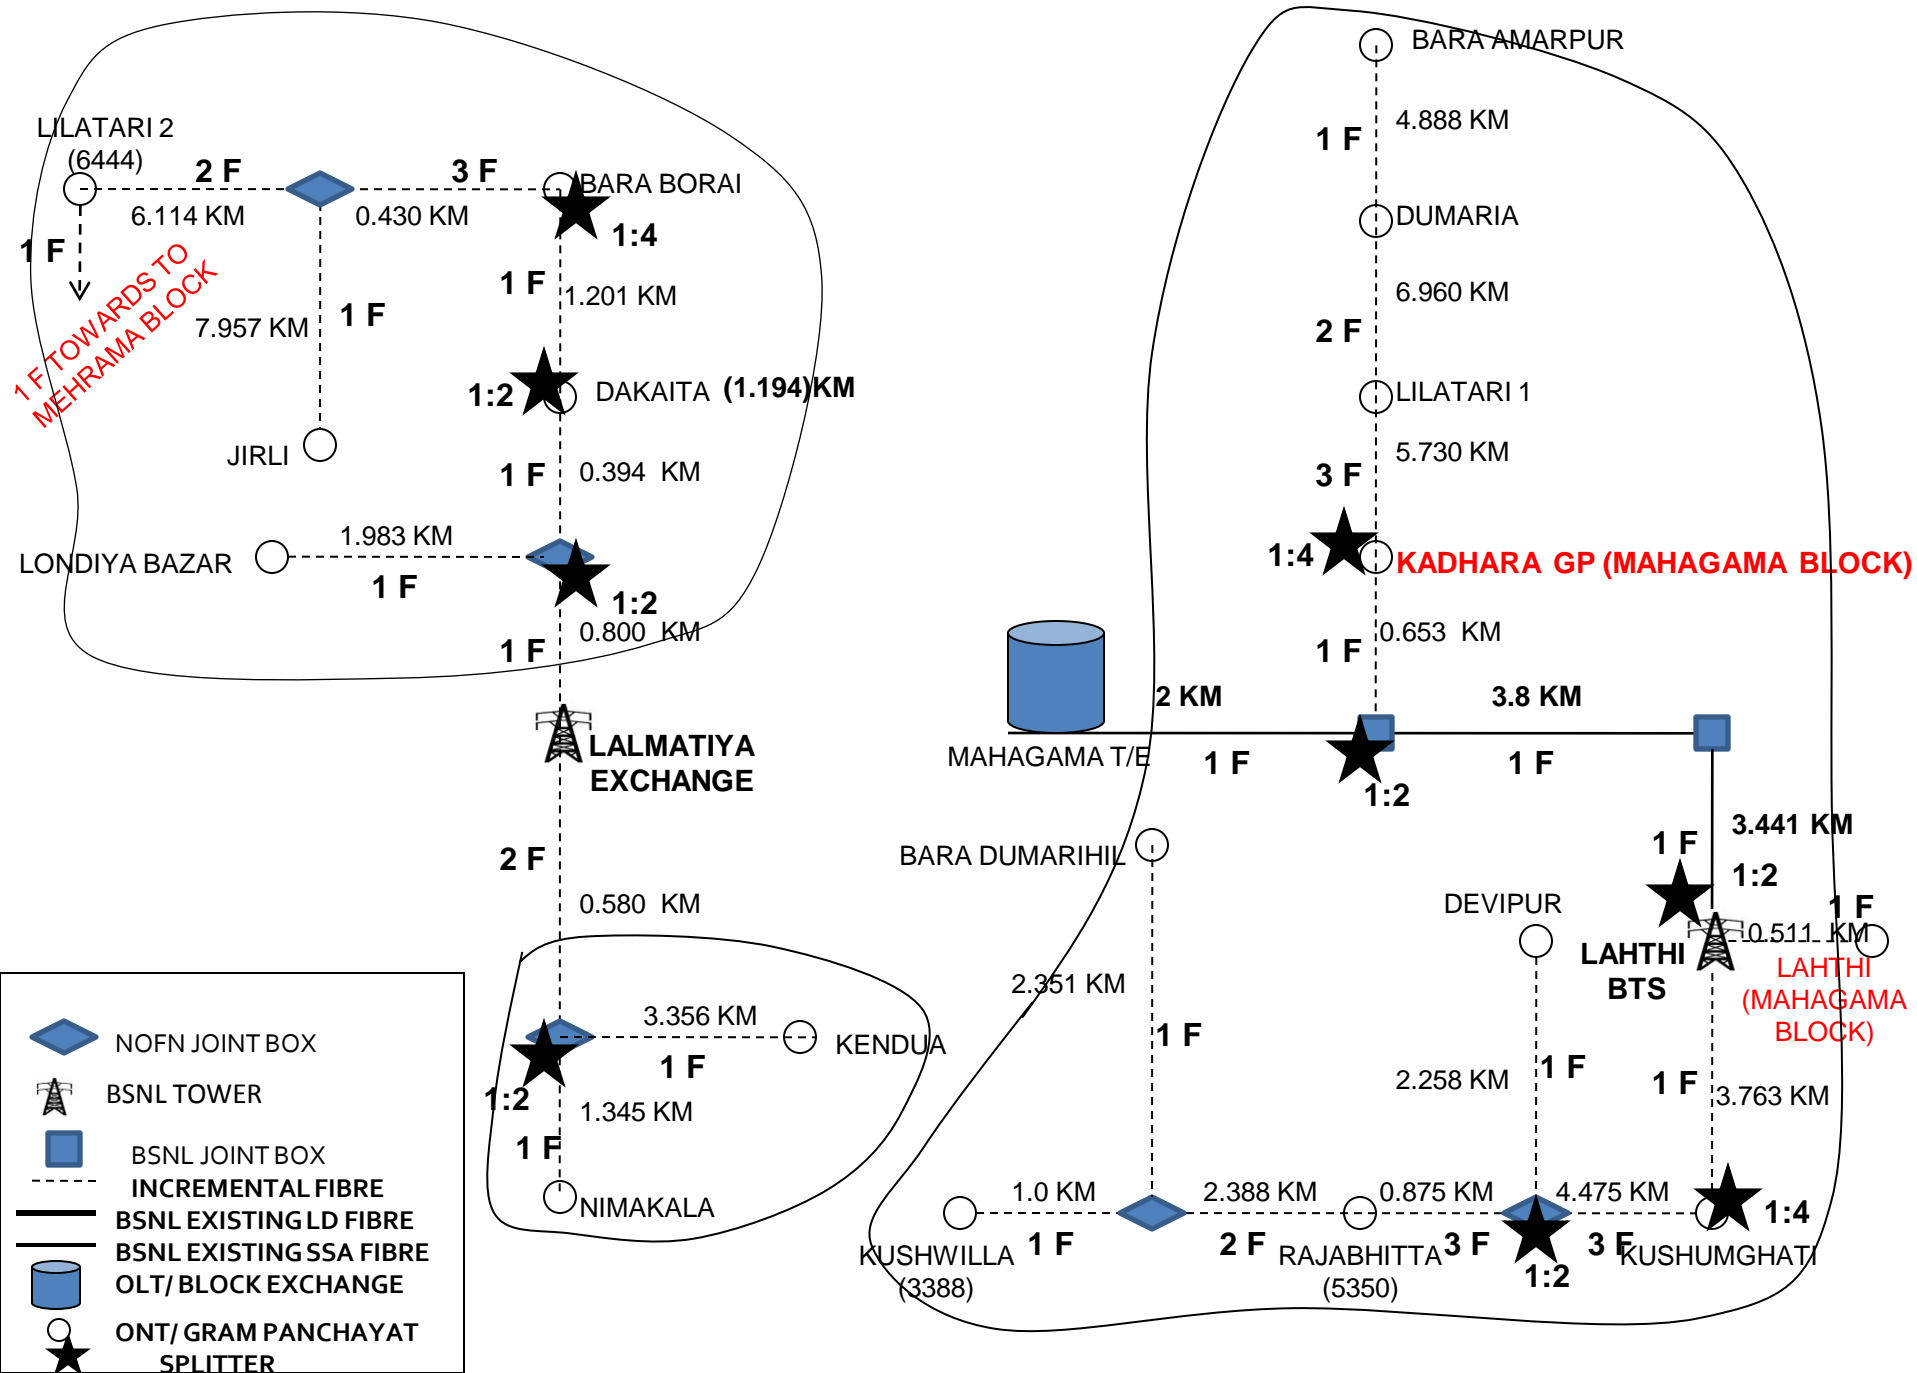 LILATARI 2
(6444)
2 F
3 F
BARA BORAI
6.114 KM
0.430 KM
1:4
1 F
1 F TOWARDS TO
MEHRAMA BLOCK
1 F
1.201 KM
7.957 KM
1 F
1:2
DAKAITA (1.194)KM
JIRLI
1 F
0.394 KM
1.983 KM
LONDIYA BAZAR
1 F
1:2
0.800 KM
1 F
LALMATIYA
EXCHANGE
2 F
0.580 KM
3.356 KM
KENDUA
1 F
1:2
1.345 KM
1 F
NIMAKALA
BARA AMARPUR
4.888 KM
1 F
DUMARIA
6.960 KM
2 F
LILATARI 1
5.730 KM
3 F
1:4
KADHARA GP (MAHAGAMA BLOCK)
0.653 KM
1 F
2 KM
3.8 KM
MAHAGAMA T/E
1 F
1 F
1:2
3.441 KM
1 F
1:2
BARA DUMARIHIL
DEVIPUR
1 F
0.511 KM
LAHTHI
BTS
LAHTHI
(MAHAGAMA
BLOCK)
2.351 KM
1 F
2.258 KM
1 F
1 F
3.763 KM
1.0 KM
2.388 KM
0.875 KM
4.475 KM
1:4
KUSHWILLA
(3388)
1 F
2 F
RAJABHITTA
(5350)
3 F
3 F
KUSHUMGHATI
1:2
NOFN JOINT BOX
BSNL TOWER
BSNL JOINT BOX
INCREMENTAL FIBRE
BSNL EXISTING LD FIBRE
BSNL EXISTING SSA FIBRE
OLT/ BLOCK EXCHANGE
ONT/ GRAM PANCHAYAT
SPLITTER